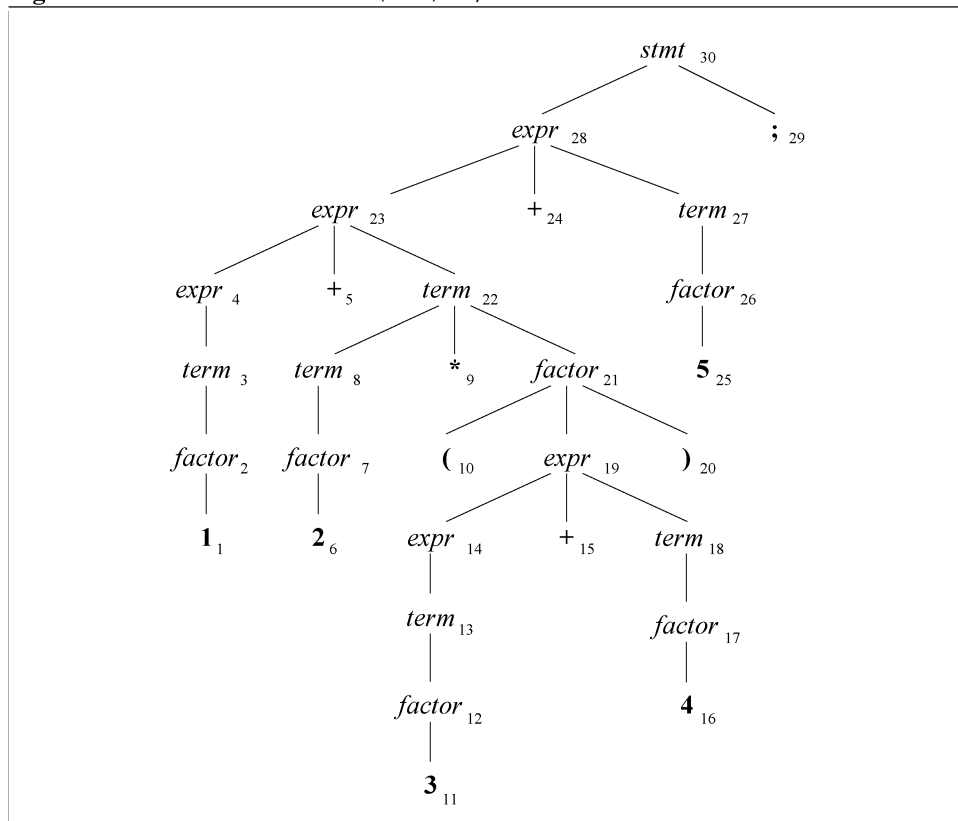 stmt 30
expr 28 ; 29
expr 23 + 24 term 27
expr 4 + 5 term 22 factor 26
term 3 term 8 * 9 factor 21 5 25
factor 2 factor 7 ( 10 expr 19 ) 20
1 1 2 6 expr 14 + 15 term 18
term 13 factor 17
factor 12 4 16
3 11